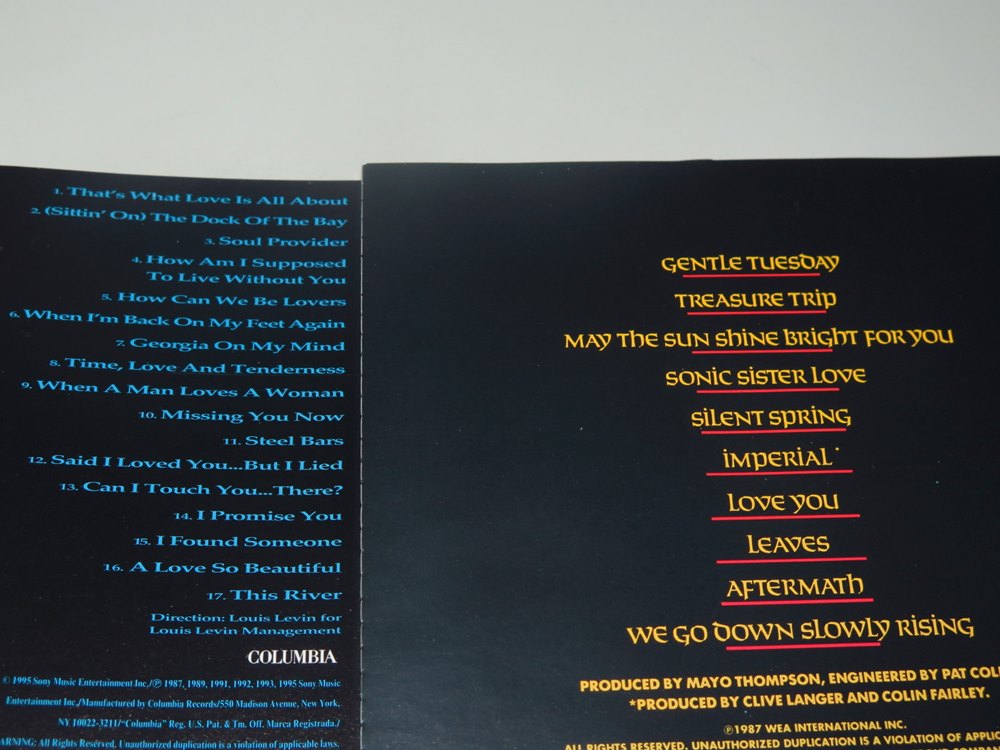 1. That's What Love Is All About
2. (Sittin' On) The Dock Of The Bay
3. Soul Provider
4. How Am I Supposed
To Live Without You
5. How Can We Be Lovers
6. When I'm Back On My Feet Again
7. Georgia On My Mind
8. Time, Love And Tenderness
9. When A Man Loves A Woman
10. Missing You Now
11. Steel Bars
12. Said I Loved You...But I Lied
13. Can I Touch You...There?
14. I Promise You
15. I Found Someone
16. A Love So Beautiful
17. This River
Direction: Louis Levin for
Louis Levin Management
COLUMBIA
© 1995 Sony Music Entertainment Inc./℗ 1987, 1989, 1991, 1992, 1993, 1995 Sony Music
Entertainment Inc./Manufactured by Columbia Records/550 Madison Avenue, New York,
NY 10022-3211/"Columbia" Reg. U.S. Pat. & Tm. Off. Marca Registrada./
WARNING: All Rights Reserved. Unauthorized duplication is a violation of applicable laws.
GENTLE TUESDAY
TREASURE TRIP
MAY THE SUN SHINE BRIGHT FOR YOU
SONIC SISTER LOVE
SILENT SPRING
IMPERIAL*
LOVE YOU
LEAVES
AFTERMATH
WE GO DOWN SLOWLY RISING
PRODUCED BY MAYO THOMPSON, ENGINEERED BY PAT
*PRODUCED BY CLIVE LANGER AND COLIN FAIRLEY.
℗1987 WEA INTERNATIONAL INC.
ALL RIGHTS RESERVED. UNAUTHORIZED DUPLICATION IS A VIOLATION OF